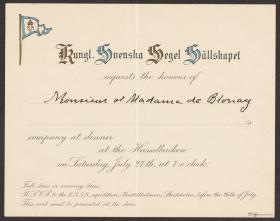 Kungl. Svenska Segel Sällskapet
requests the honour of
Monsieur et Madame de Blonay
's
company at dinner
at the Hasselbacken
on Saturday, July 27th, at 7 o'clock.
Full dress or evening dress.
R.S.V.P. to the K.S.S.S. expedition, Kastellholmen, Stockholm, before the 26th of July.
This card must be presented at the door.